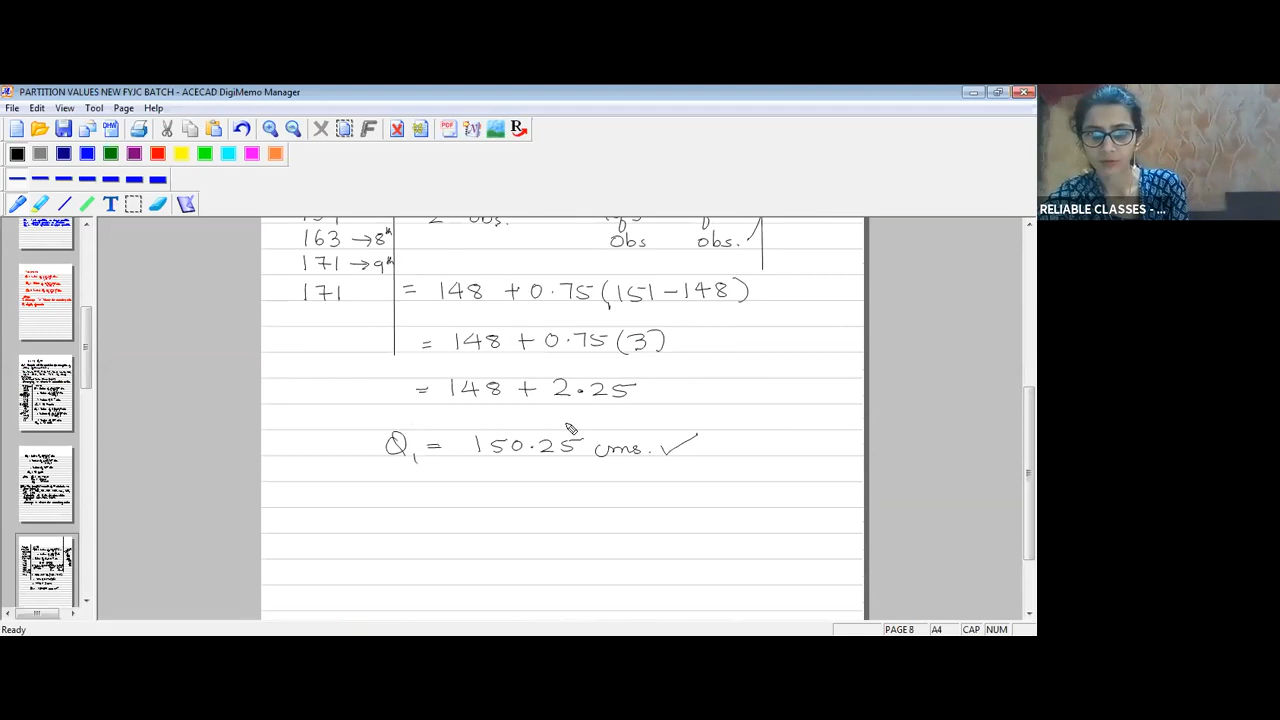 PARTITION VALUES NEW FYJC BATCH - ACECAD DigiMemo Manager
File Edit View Tool Page Help
RELIABLE CLASSES - ...
obs.
Obs obs.
163 → 8th
171 → 9th
171 = 148 + 0.75 (151 - 148)
= 148 + 0.75 (3)
= 148 + 2.25
Q1 = 150.25 cms. ✓
Ready PAGE 8 A4 CAP NUM